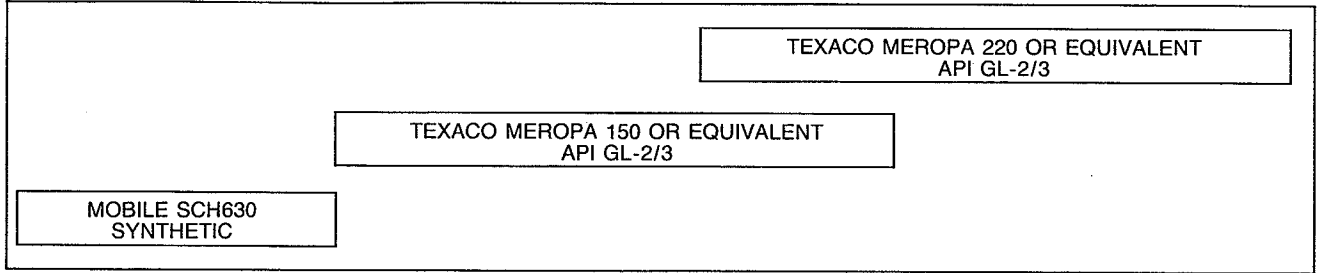 TEXACO MEROPA 220 OR EQUIVALENT
API GL-2/3
TEXACO MEROPA 150 OR EQUIVALENT
API GL-2/3
MOBILE SCH630
SYNTHETIC